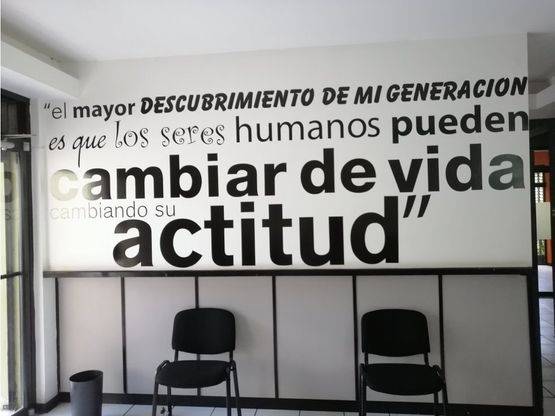 “el mayor DESCUBRIMIENTO DE MI GENERACION
es que los seres humanos pueden
cambiar de vida
cambiando su
actitud”